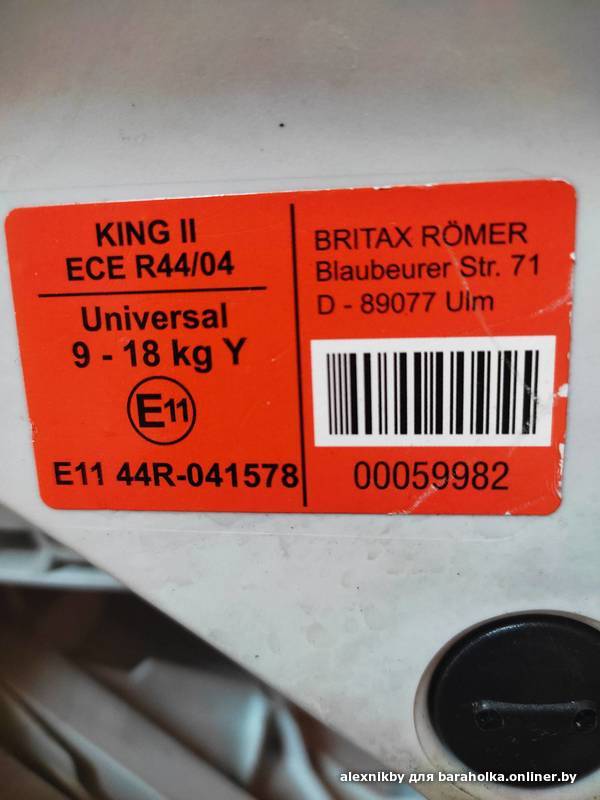 KING II
ECE R44/04
Universal
9 - 18 kg Y
E11
E11 44R-041578
BRITAX RÖMER
Blaubeurer Str. 71
D - 89077 Ulm
00059982
alexnikby для baraholka.onliner.by